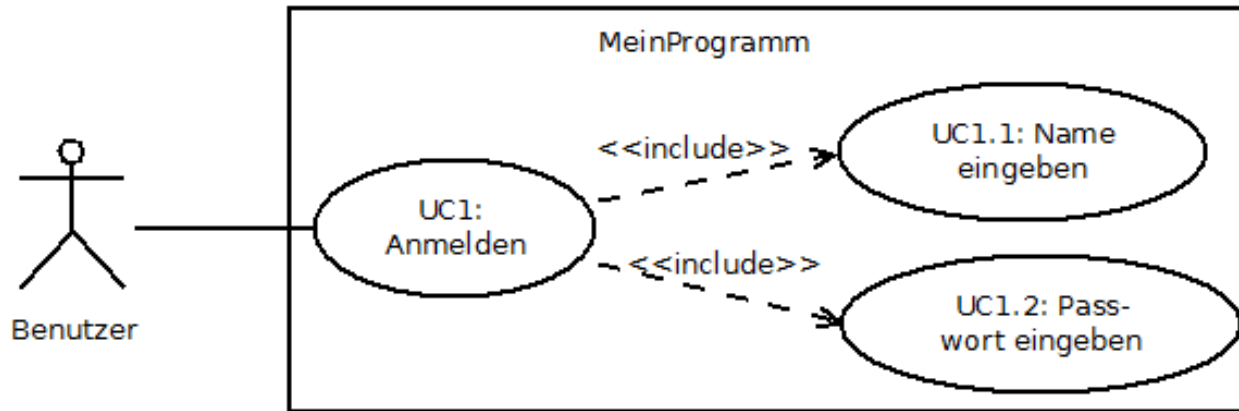 MeinProgramm
<<include>>
UC1.1: Name
eingeben
UC1:
Anmelden
<<include>>
UC1.2: Pass-
wort eingeben
Benutzer